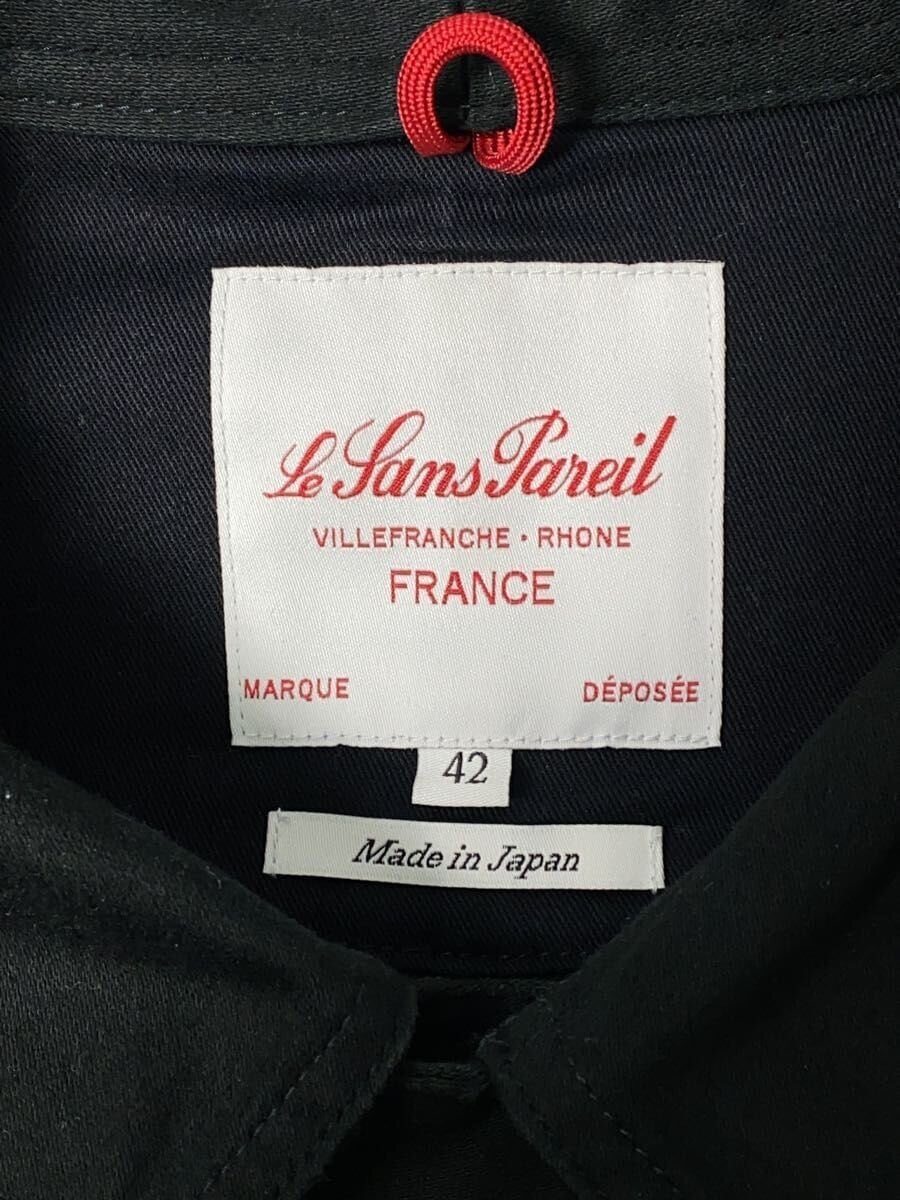 Le Sans Pareil
VILLEFRANCHE · RHONE
FRANCE
MARQUE DÉPOSÉE
42
Made in Japan